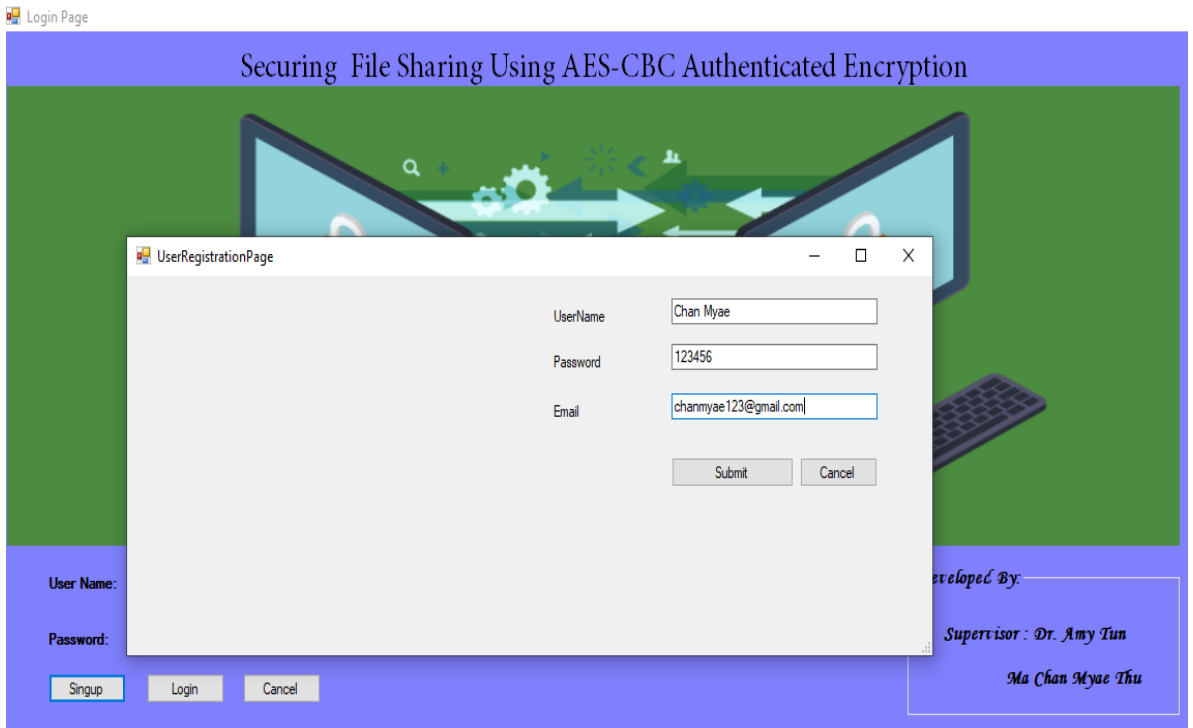 Login Page
Securing File Sharing Using AES-CBC Authenticated Encryption
UserRegistrationPage
UserName Chan Myae
Password 123456
Email chanmyae123@gmail.com
Submit Cancel
User Name:
Password:
Singup Login Cancel
eveloped By:
Supervisor : Dr. Amy Tun
Ma Chan Myae Thu